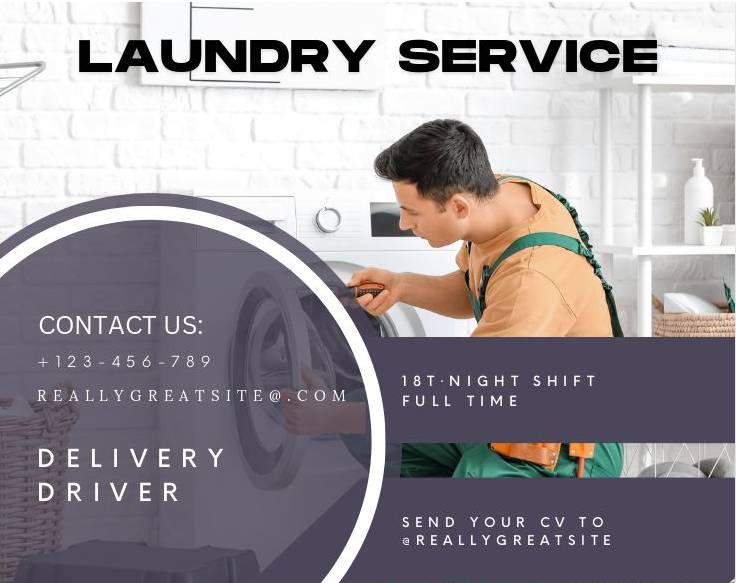 LAUNDRY SERVICE
CONTACT US:
+123-456-789
REALLYGREATSITE@.COM
DELIVERY
DRIVER
18T·NIGHT SHIFT
FULL TIME
SEND YOUR CV TO
@REALLYGREATSITE